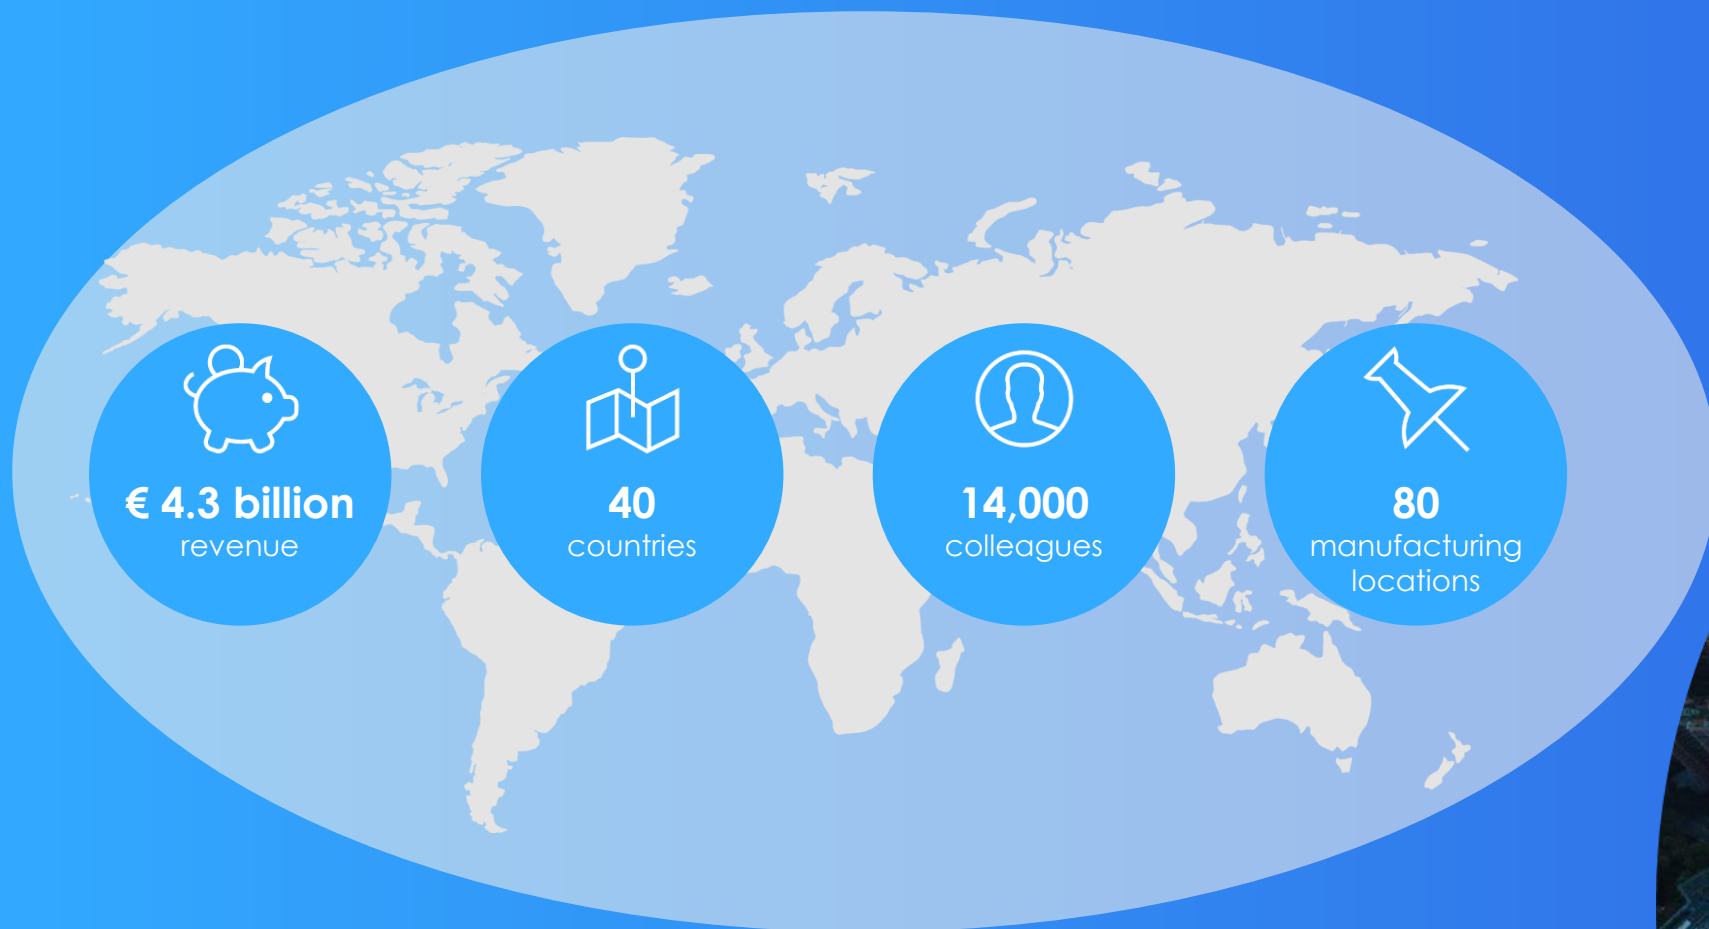 € 4.3 billion
revenue
40
countries
14,000
colleagues
80
manufacturing
locations